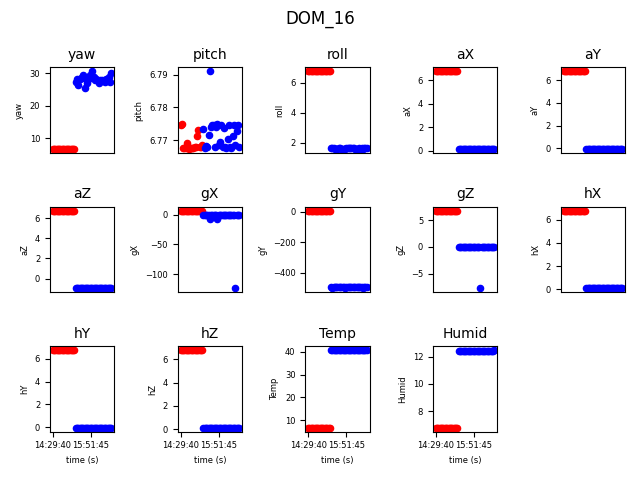 DOM_16
yaw pitch roll aX aY
30
20
10
yaw
6.79
6.78
6.77
pitch
6
4
2
roll
6
4
2
0
aX
6
4
2
0
aY
aZ gX gY gZ hX
6
4
2
0
aZ
0
−50
−100
gX
0
−200
−400
gY
5
0
−5
gZ
6
4
2
0
hX
hY hZ Temp Humid
6
4
2
0
hY
6
4
2
0
hZ
40
30
20
10
Temp
12
10
8
Humid
14:29:40 15:51:45 14:29:40 15:51:45 14:29:40 15:51:45 14:29:40 15:51:45
time (s) time (s) time (s) time (s)